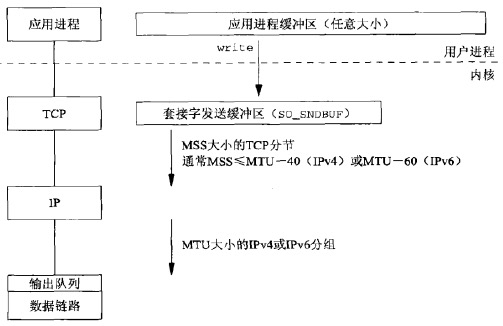 应用进程
应用进程缓冲区（任意大小）
write
用户进程
内核
TCP
套接字发送缓冲区（SO_SNDBUF）
MSS大小的TCP分节
通常MSS≤MTU－40（IPv4）或MTU－60（IPv6）
IP
MTU大小的IPv4或IPv6分组
输出队列
数据链路